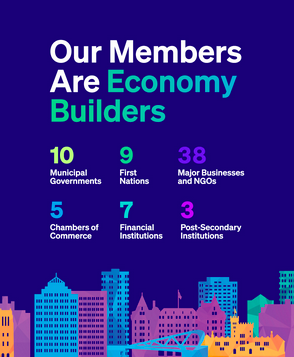 Our Members
Are Economy
Builders
10
Municipal
Governments
9
First
Nations
38
Major Businesses
and NGOs
5
Chambers of
Commerce
7
Financial
Institutions
3
Post-Secondary
Institutions